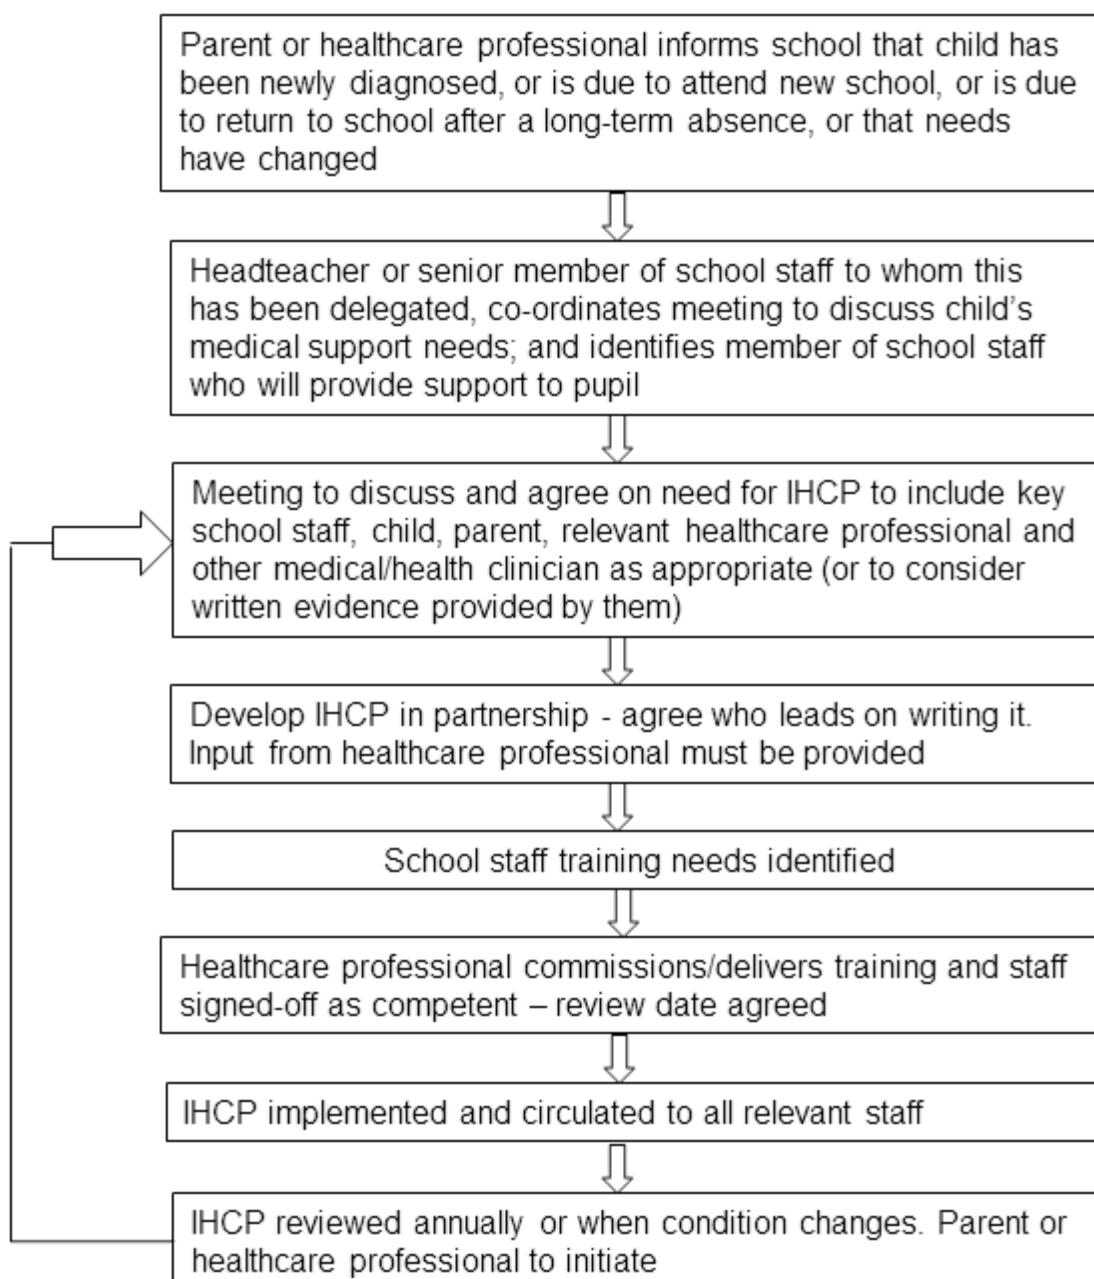 Parent or healthcare professional informs school that child has
been newly diagnosed, or is due to attend new school, or is due
to return to school after a long-term absence, or that needs
have changed
Headteacher or senior member of school staff to whom this
has been delegated, co-ordinates meeting to discuss child's
medical support needs; and identifies member of school staff
who will provide support to pupil
Meeting to discuss and agree on need for IHCP to include key
school staff, child, parent, relevant healthcare professional and
other medical/health clinician as appropriate (or to consider
written evidence provided by them)
Develop IHCP in partnership - agree who leads on writing it.
Input from healthcare professional must be provided
School staff training needs identified
Healthcare professional commissions/delivers training and staff
signed-off as competent – review date agreed
IHCP implemented and circulated to all relevant staff
IHCP reviewed annually or when condition changes. Parent or
healthcare professional to initiate